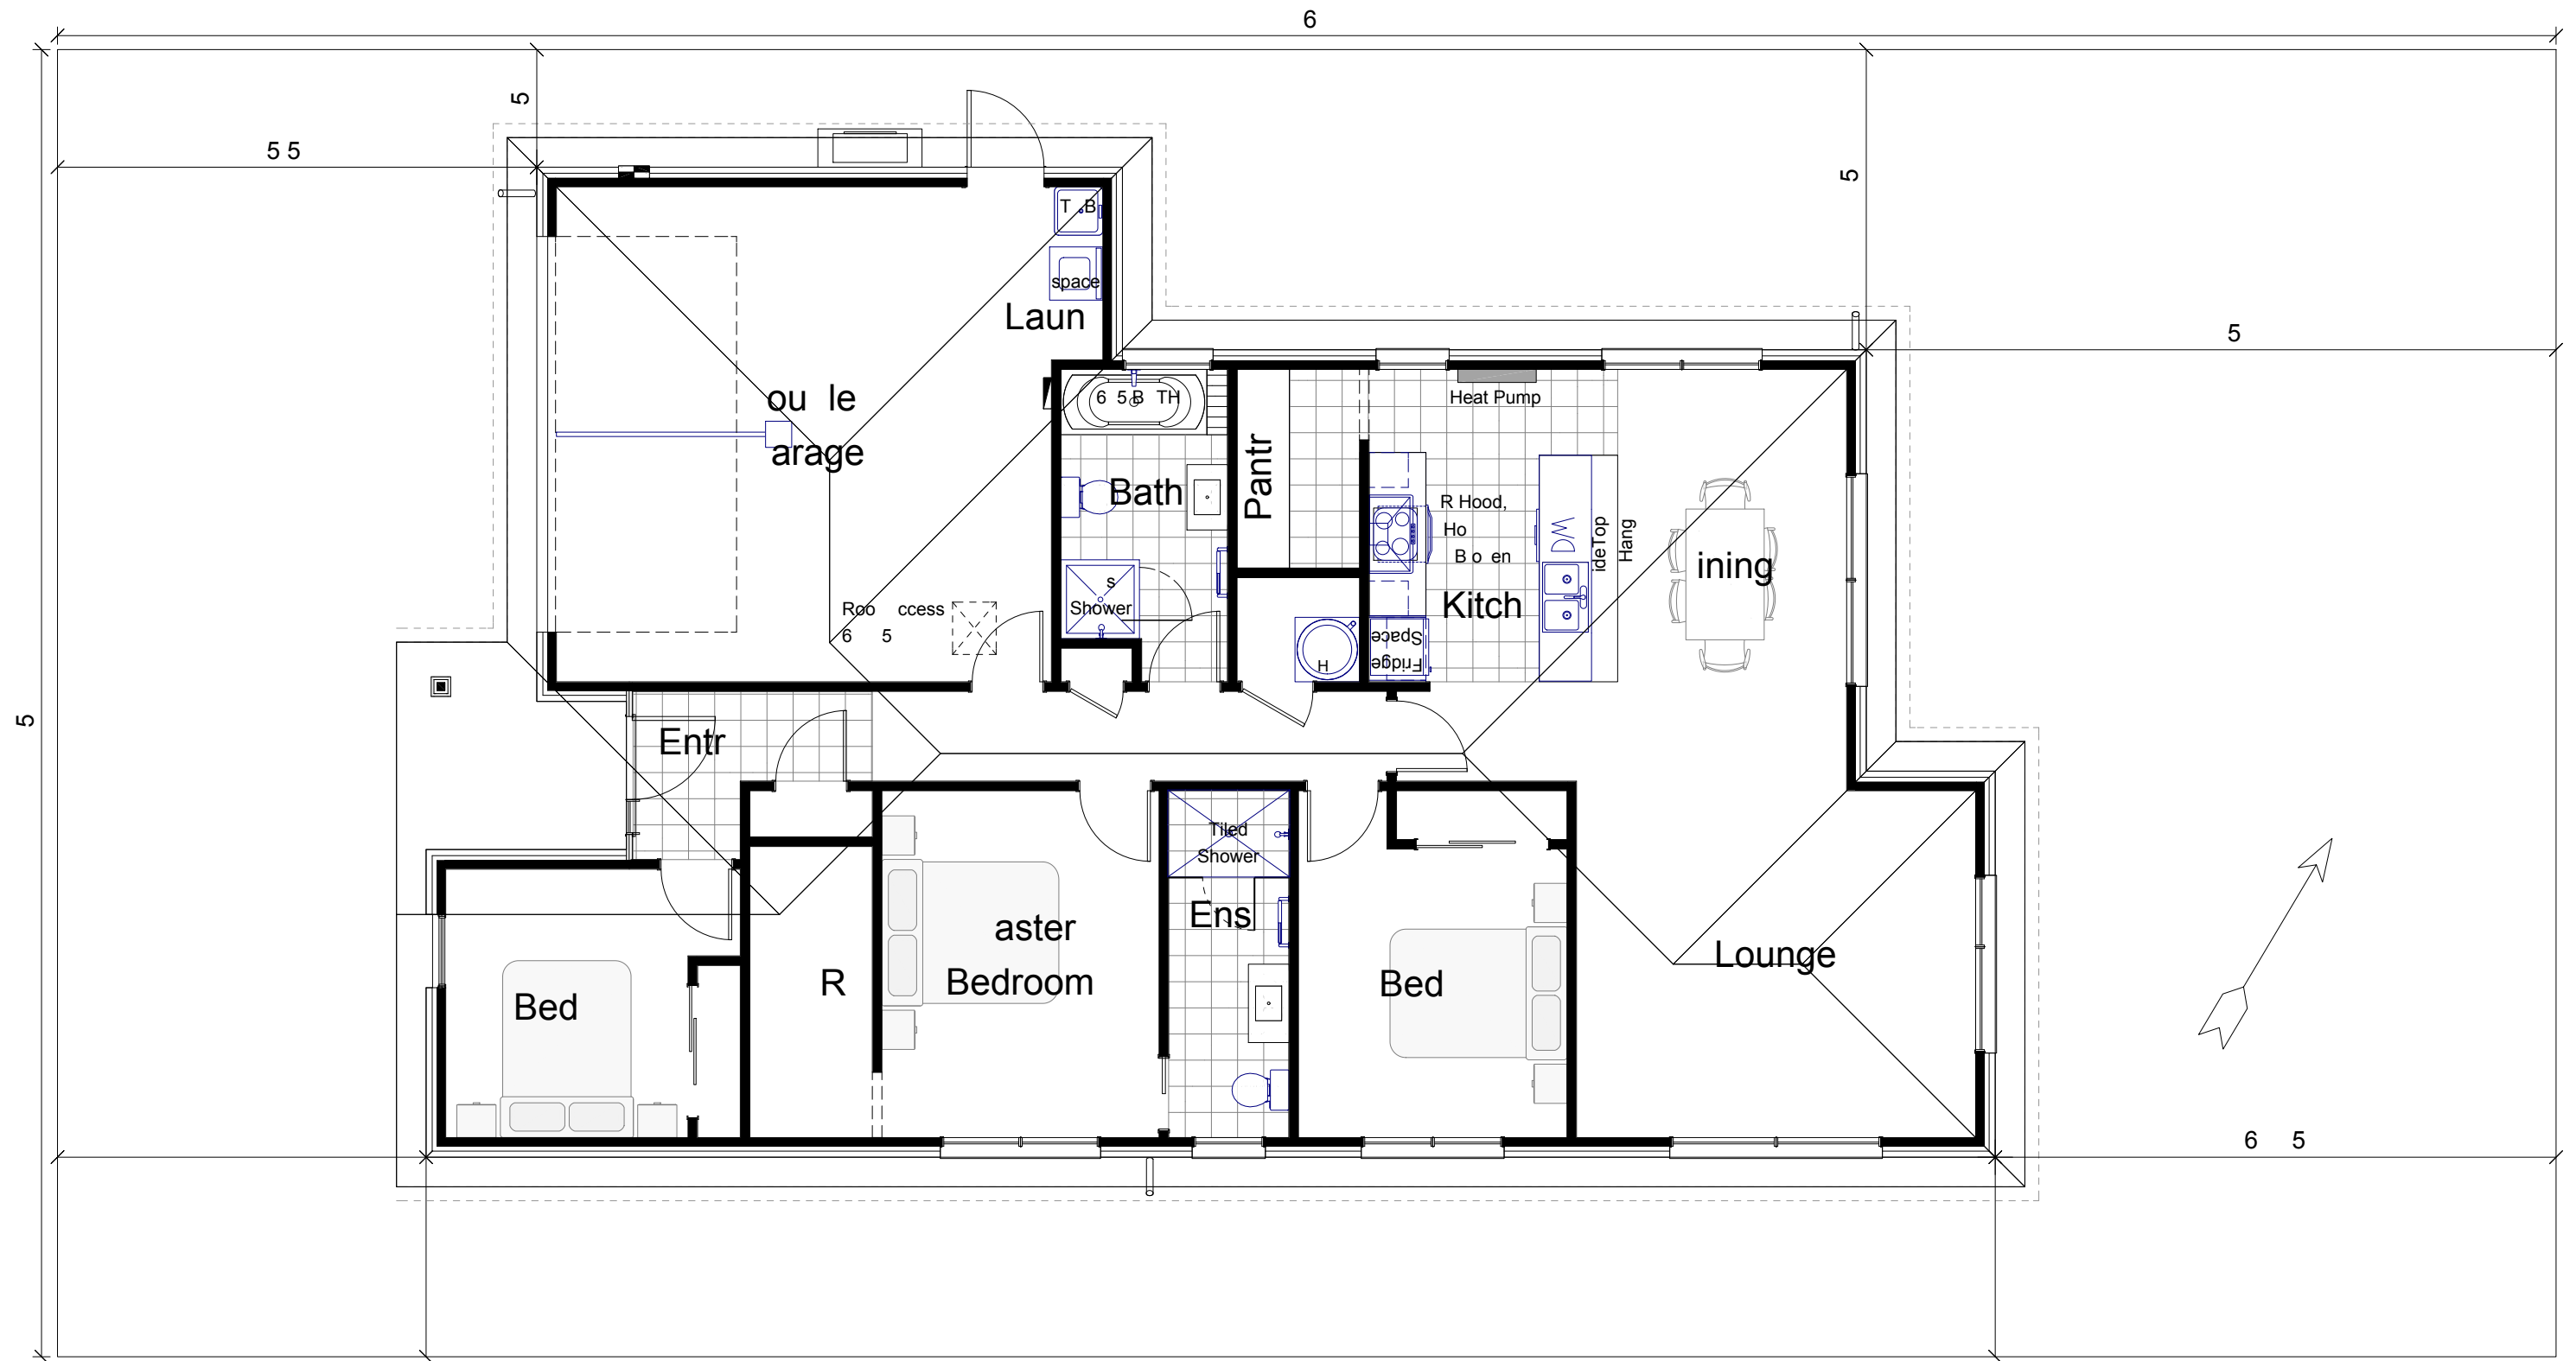 6
5
5 5
5
5
T B
space
Laun
ou le
arage
6 5 B TH
Heat Pump
Pantr
Bath
R Hood,
Ho
B o en
ideTop
Hang
ining
Kitch
s
Shower
Roo ccess
6 5
Space
Fridge
H
WD
5
Entr
Tiled
Shower
Ens
aster
Bedroom
Lounge
Bed
R
Bed
6 5